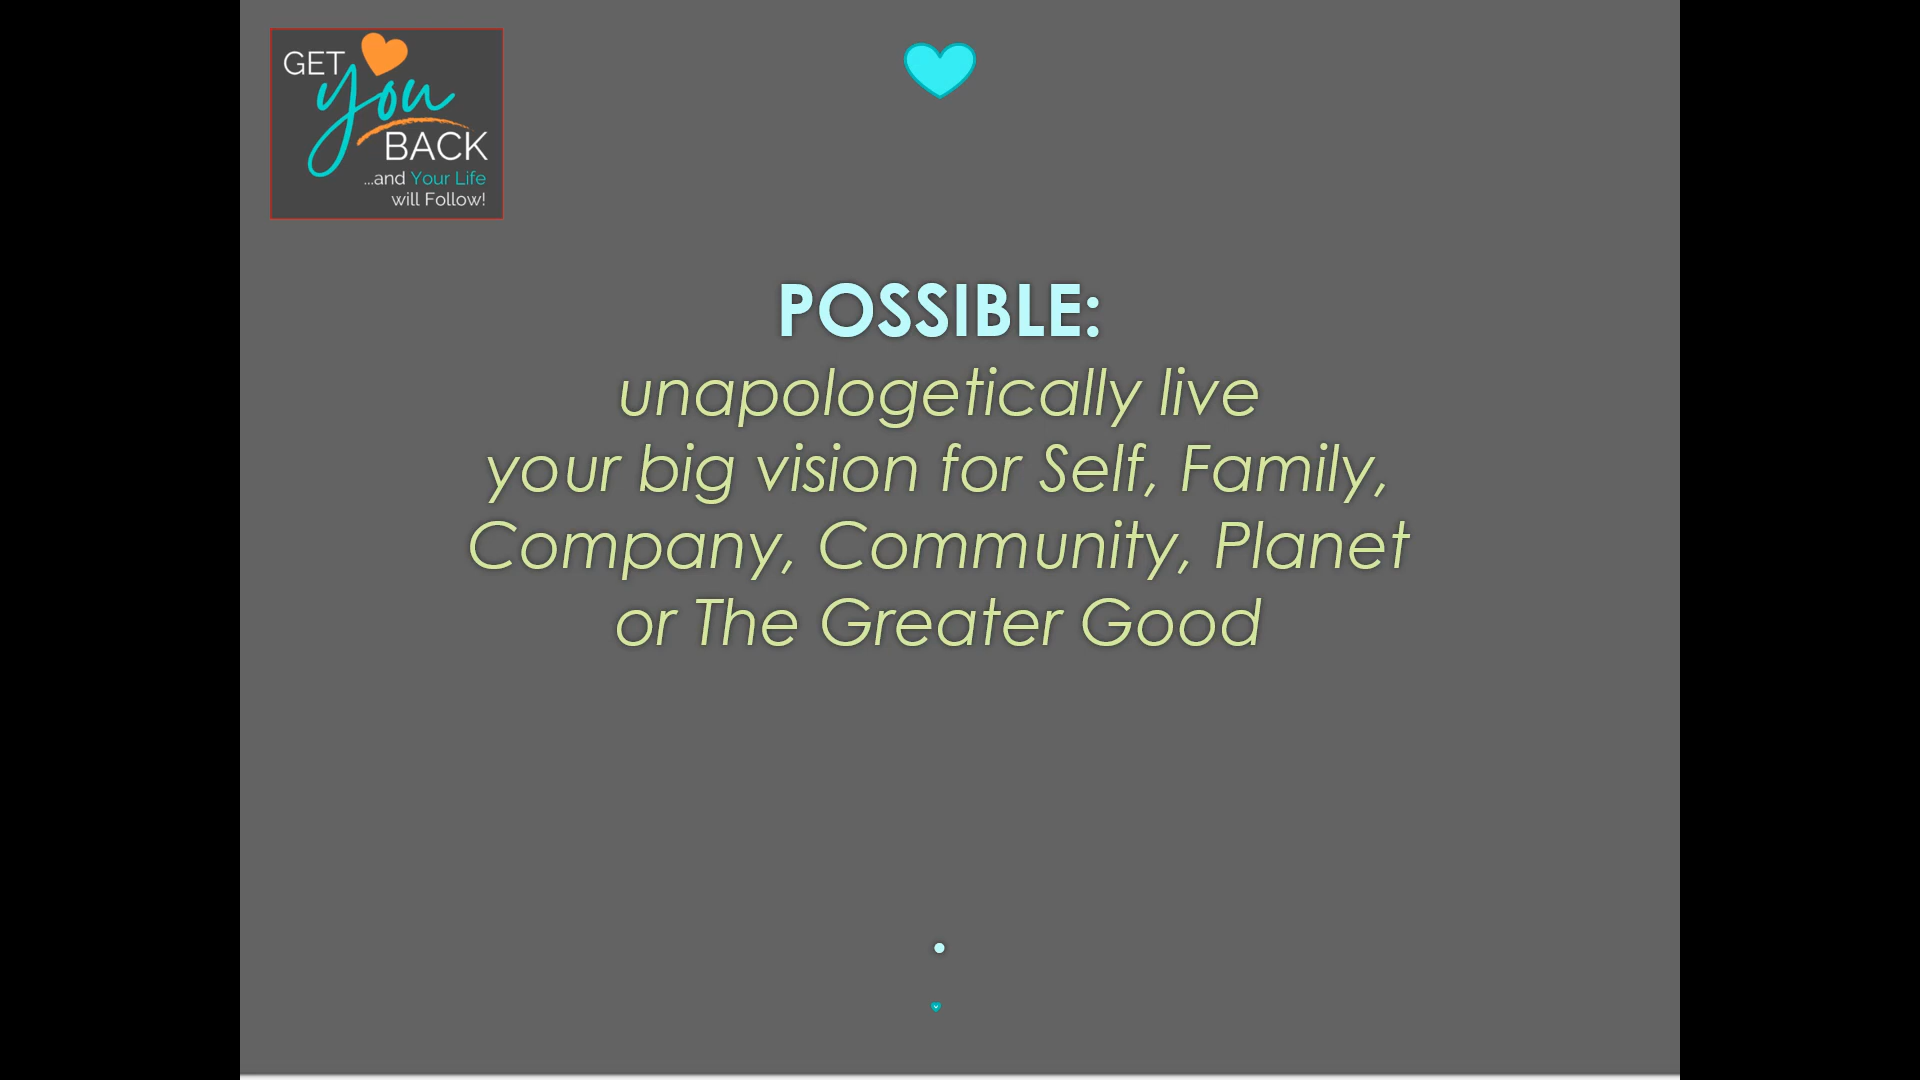 GET
you
BACK
...and Your Life
will Follow!
POSSIBLE:
unapologetically live
your big vision for Self, Family,
Company, Community, Planet
or The Greater Good